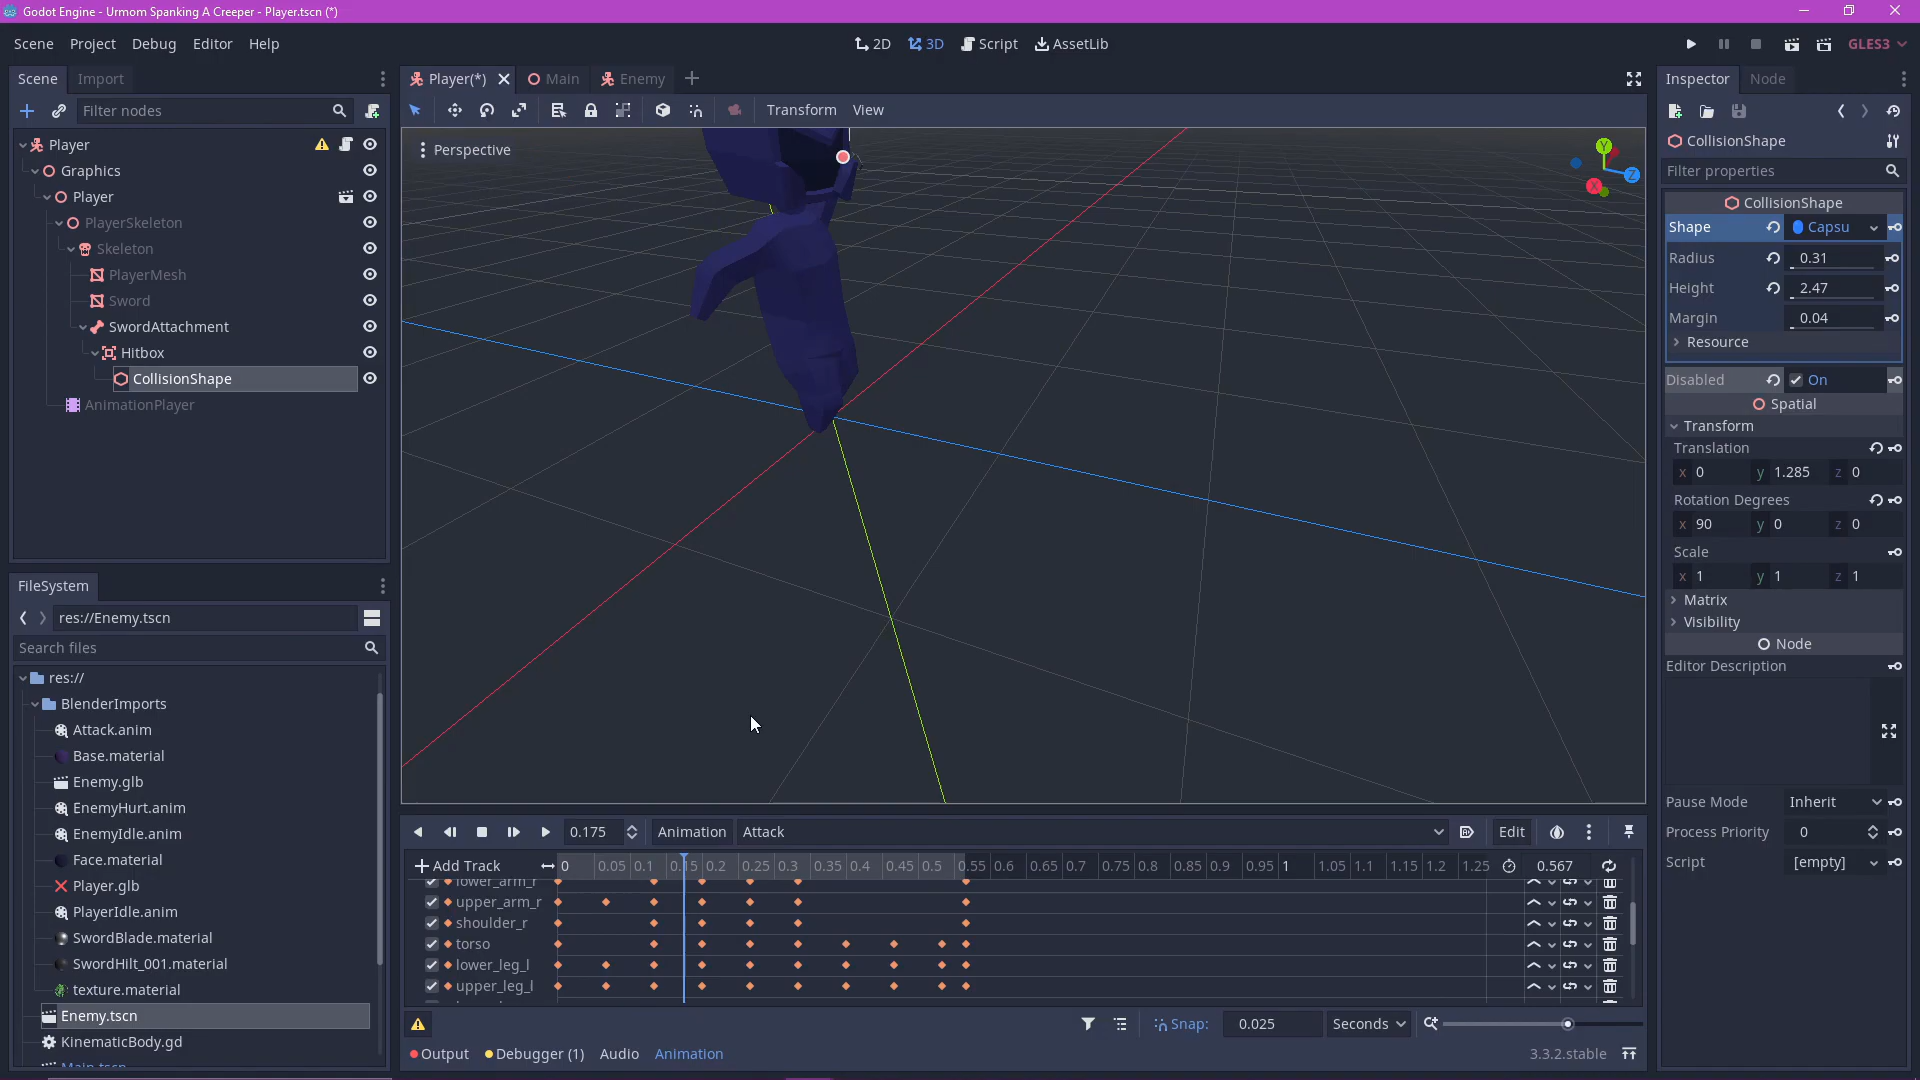 Godot Engine - Urmom Spanking A Creeper - Player.tscn (*)
Scene Project Debug Editor Help
2D 3D Script AssetLib
GLES3
Scene Import
Player(*) Main Enemy
Inspector Node
Filter nodes
Transform View
Perspective
Y
Z
X
Player
Graphics
Player
PlayerSkeleton
Skeleton
PlayerMesh
Sword
SwordAttachment
Hitbox
CollisionShape
AnimationPlayer
FileSystem
res://Enemy.tscn
Search files
res://
BlenderImports
Attack.anim
Base.material
Enemy.glb
EnemyHurt.anim
EnemyIdle.anim
Face.material
Player.glb
PlayerIdle.anim
SwordBlade.material
SwordHilt_001.material
texture.material
Enemy.tscn
KinematicBody.gd
Main.tscn
0.175 Animation Attack Edit
Add Track 0 0.05 0.1 0.15 0.2 0.25 0.3 0.35 0.4 0.45 0.5 0.55 0.6 0.65 0.7 0.75 0.8 0.85 0.9 0.95 1 1.05 1.1 1.15 1.2 1.25 0.567
lower_arm_r
upper_arm_r
shoulder_r
torso
lower_leg_l
upper_leg_l
Snap: 0.025 Seconds
Output Debugger (1) Audio Animation 3.3.2.stable
CollisionShape
Filter properties
CollisionShape
Shape Capsu
Radius 0.31
Height 2.47
Margin 0.04
Resource
Disabled On
Spatial
Transform
Translation
x 0 y 1.285 z 0
Rotation Degrees
x 90 y 0 z 0
Scale
x 1 y 1 z 1
Matrix
Visibility
Node
Editor Description
Pause Mode Inherit
Process Priority 0
Script [empty]